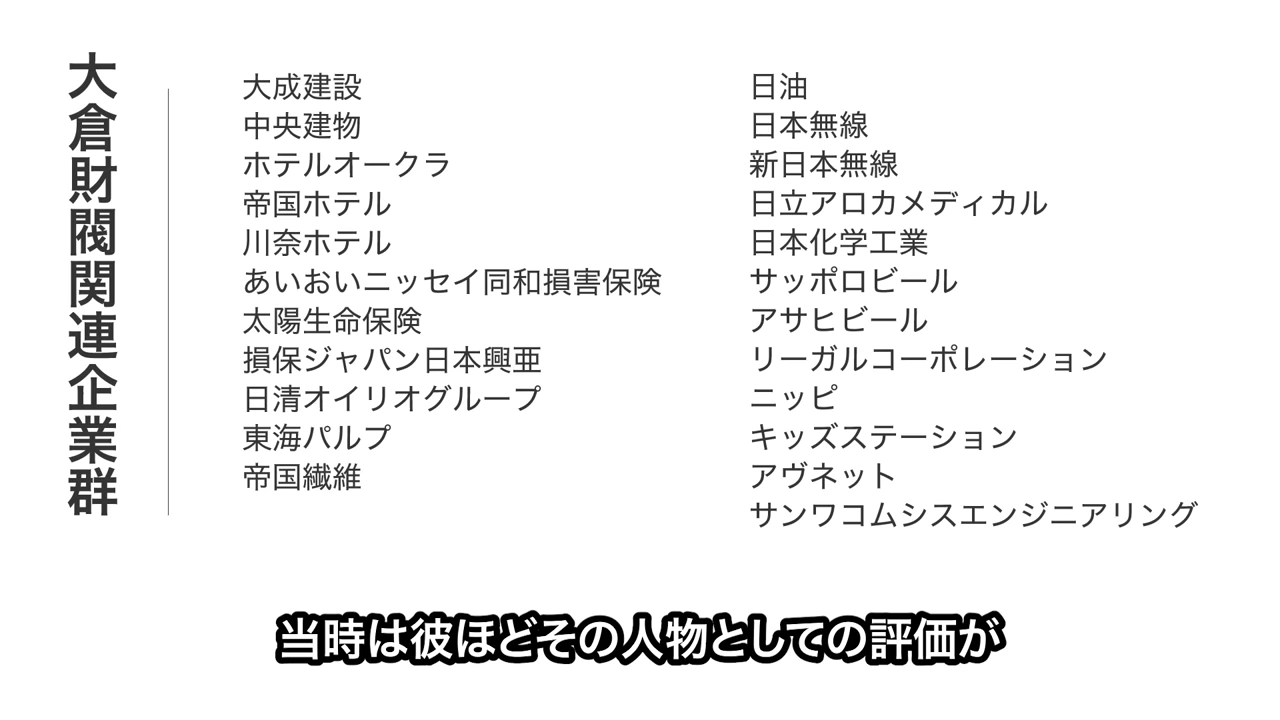 大倉財閥関連企業群
大成建設
中央建物
ホテルオークラ
帝国ホテル
川奈ホテル
あいおいニッセイ同和損害保険
太陽生命保険
損保ジャパン日本興亜
日清オイリオグループ
東海パルプ
帝国繊維
日油
日本無線
新日本無線
日立アロカメディカル
日本化学工業
サッポロビール
アサヒビール
リーガルコーポレーション
ニッピ
キッズステーション
アヴネット
サンワコムシスエンジニアリング
当時は彼ほどその人物としての評価が